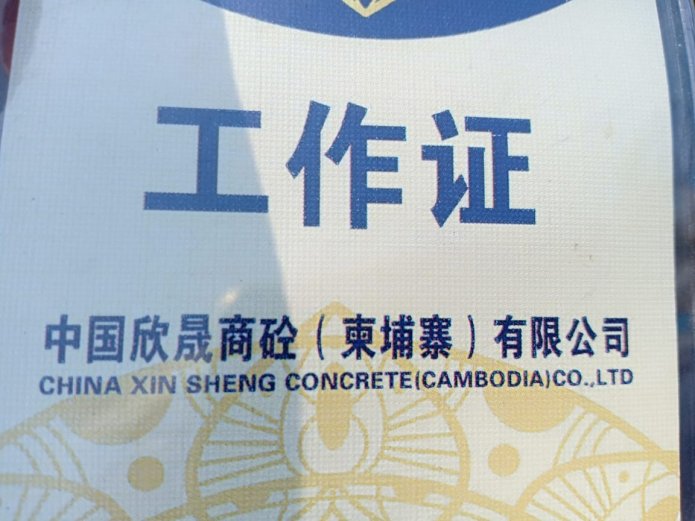 工作证
中国欣晟商砼（柬埔寨）有限公司
CHINA XIN SHENG CONCRETE(CAMBODIA)CO.,LTD